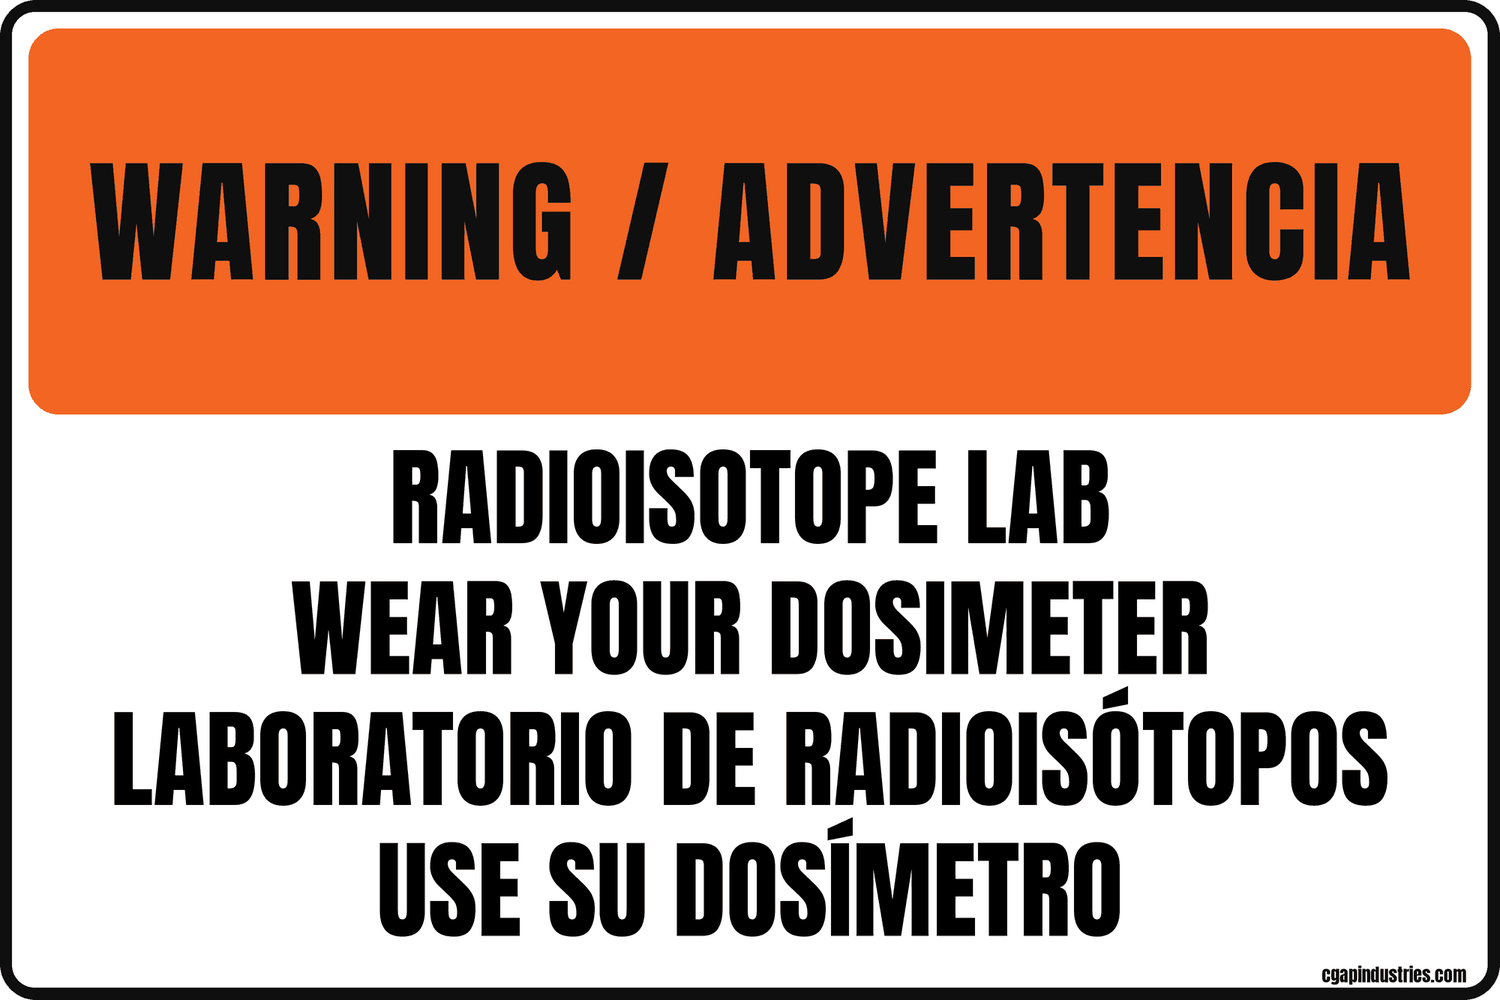 WARNING / ADVERTENCIA
RADIOISOTOPE LAB
WEAR YOUR DOSIMETER
LABORATORIO DE RADIOISÓTOPOS
USE SU DOSÍMETRO
cgapindustries.com